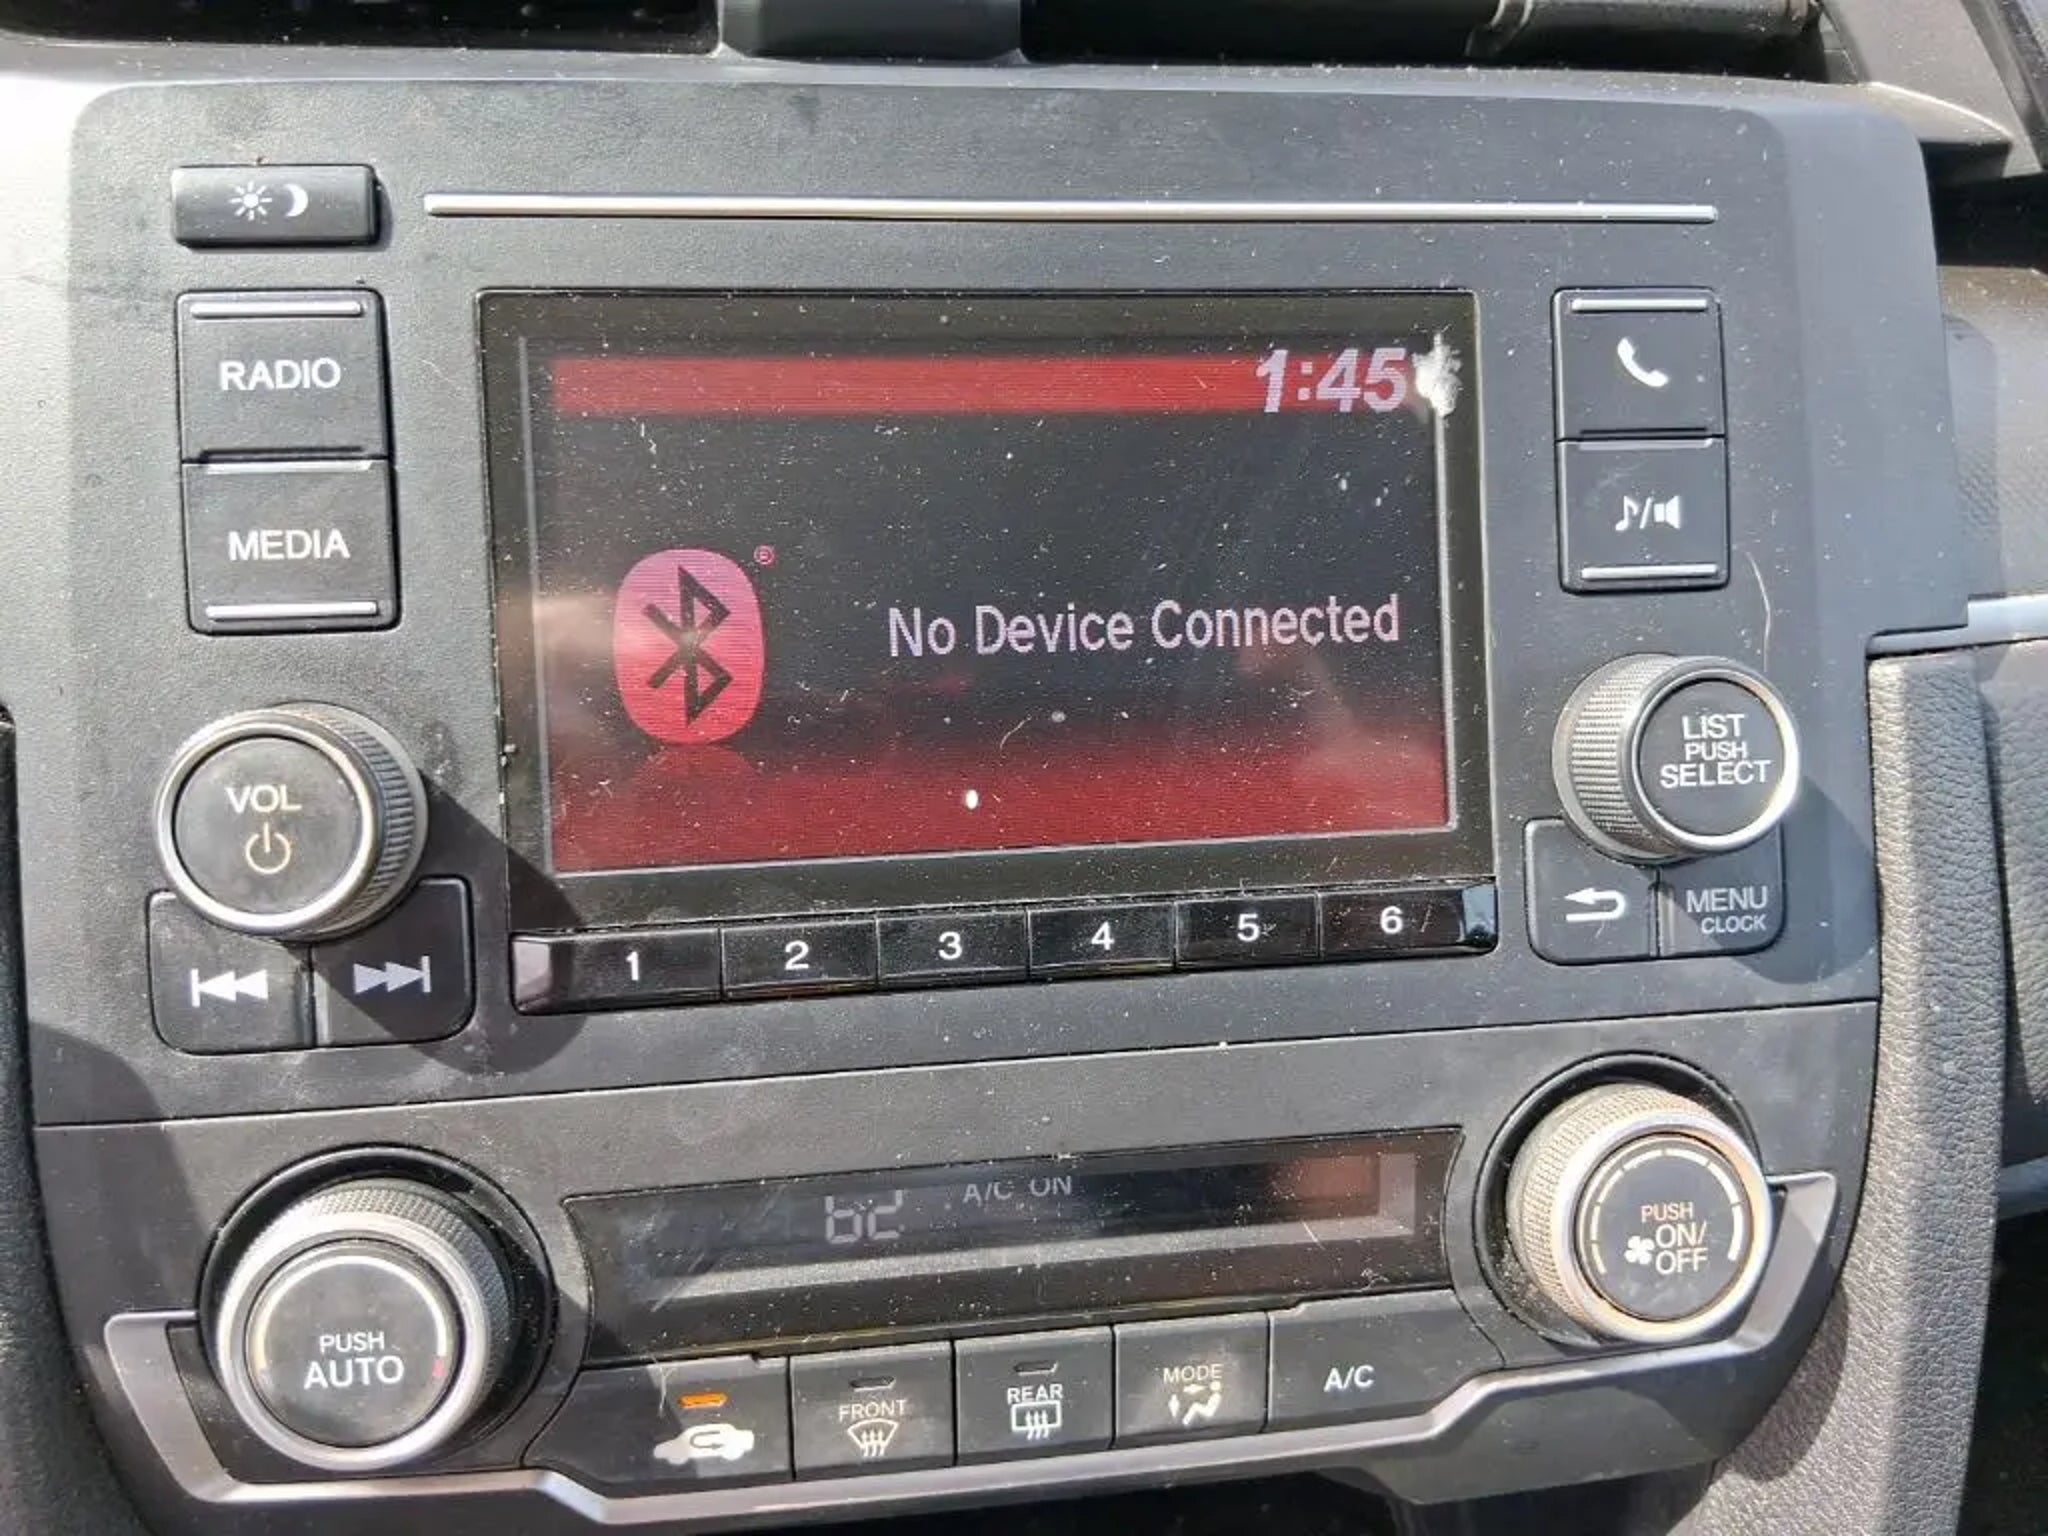 1:45
RADIO
MEDIA
No Device Connected
VOL
LIST
PUSH
SELECT
MENU
CLOCK
1 2 3 4 5 6
62 A/C ON
PUSH
ON/
OFF
PUSH
AUTO
FRONT
REAR
MODE
A/C